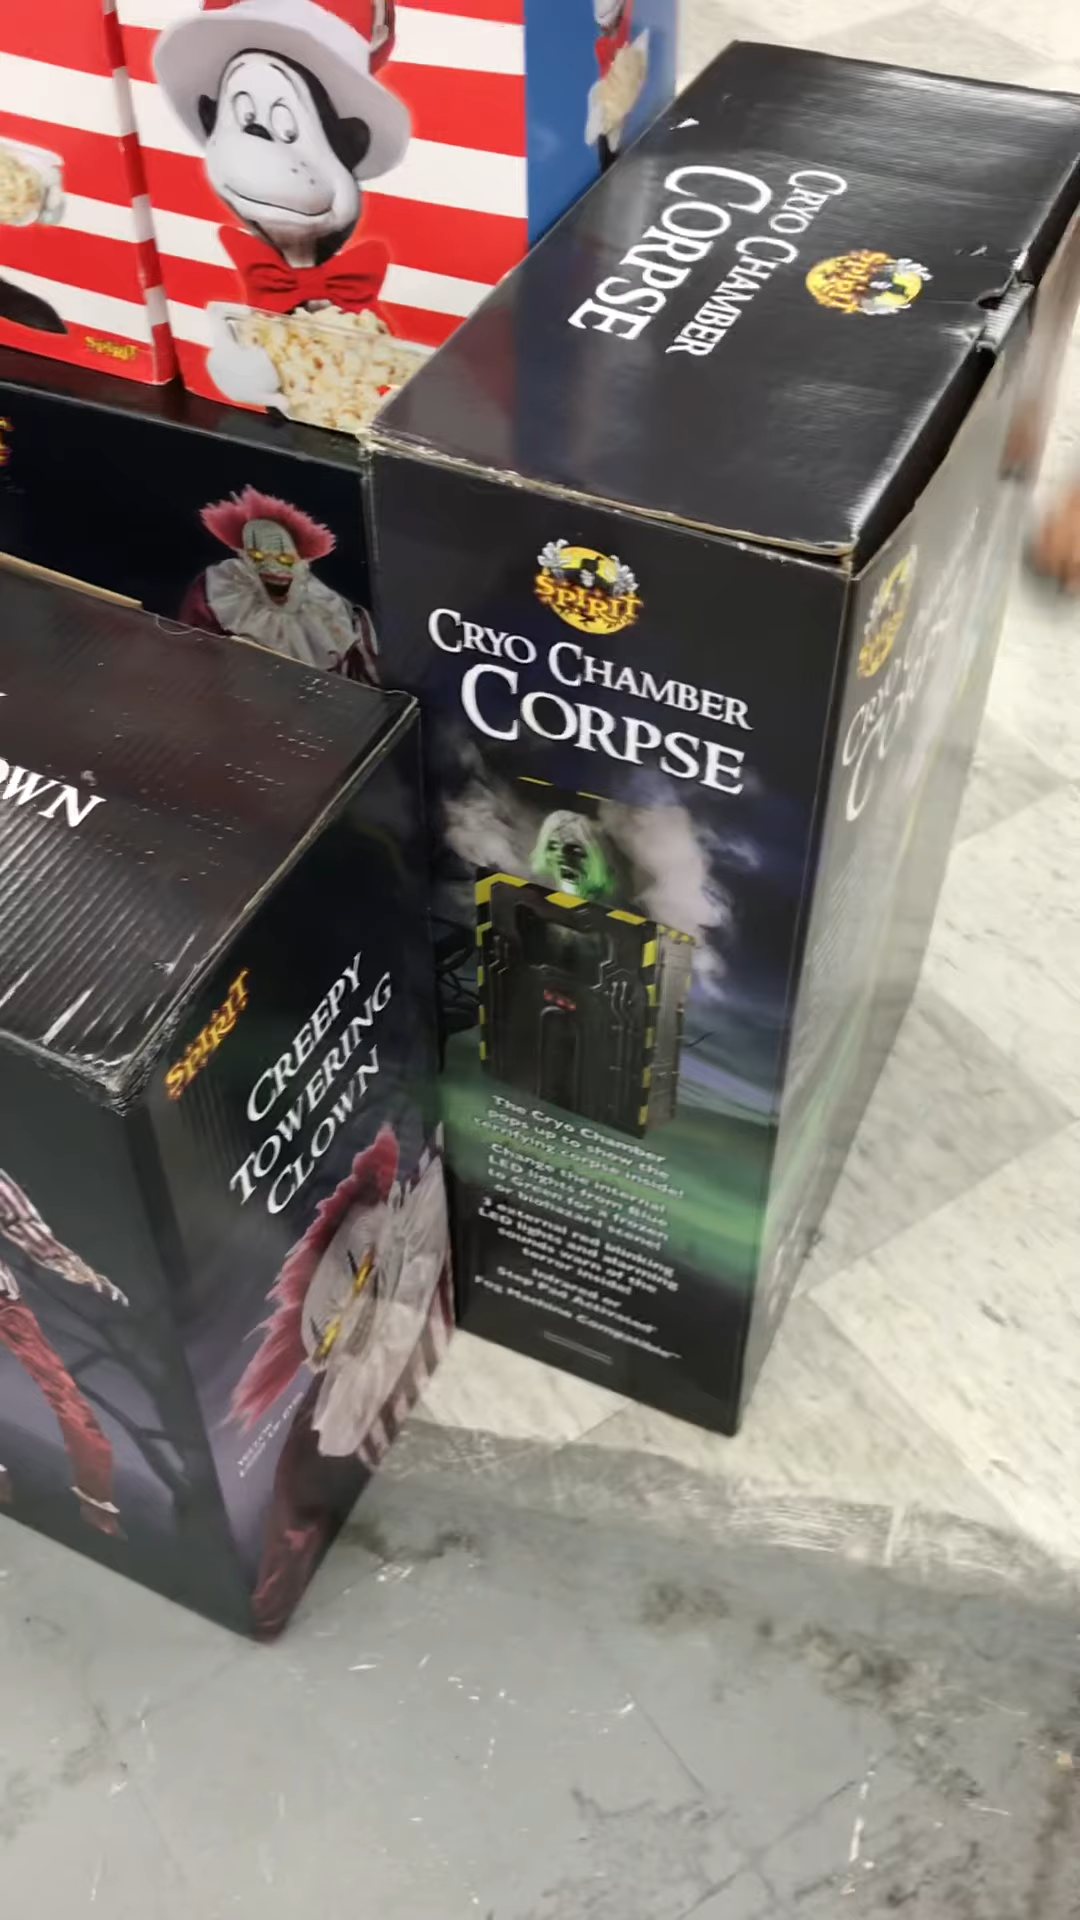 SPIRIT
CRYO CHAMBER
CORPSE
SPIRIT
SPIRIT
CRYO CHAMBER
CORPSE
The Cryo Chamber
pops up to show the
terrifying corpse inside!
Change the internal
LED lights from Blue
to Green for a frozen
or biohazard scene!
3 external red blinking
LED lights and alarming
sounds warn of the
terror inside!
Infrared or
Step Pad Activated*
Fog Machine Compatible**
OWN
SPIRIT
CREEPY
TOWERING
CLOWN